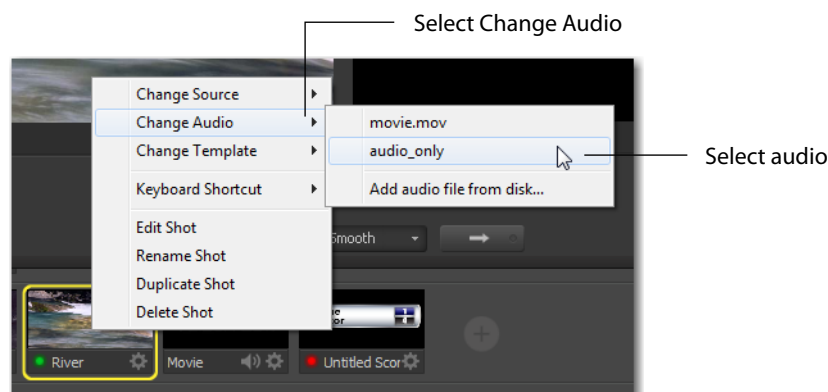 Select Change Audio
Change Source
Change Audio
Change Template
Keyboard Shortcut
Edit Shot
Rename Shot
Duplicate Shot
Delete Shot
movie.mov
audio_only
Add audio file from disk...
Select audio
Smooth
River
Movie
Untitled Scor